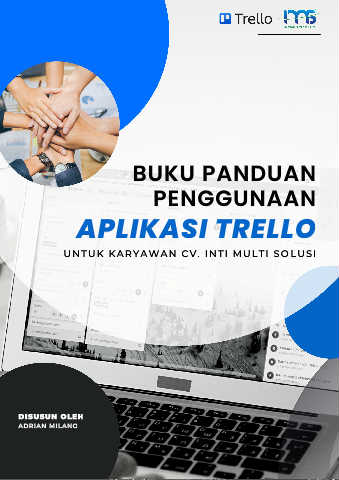 Trello
BUKU PANDUAN
PENGGUNAAN
APLIKASI TRELLO
UNTUK KARYAWAN CV. INTI MULTI SOLUSI
DISUSUN OLEH
ADRIAN MILANO